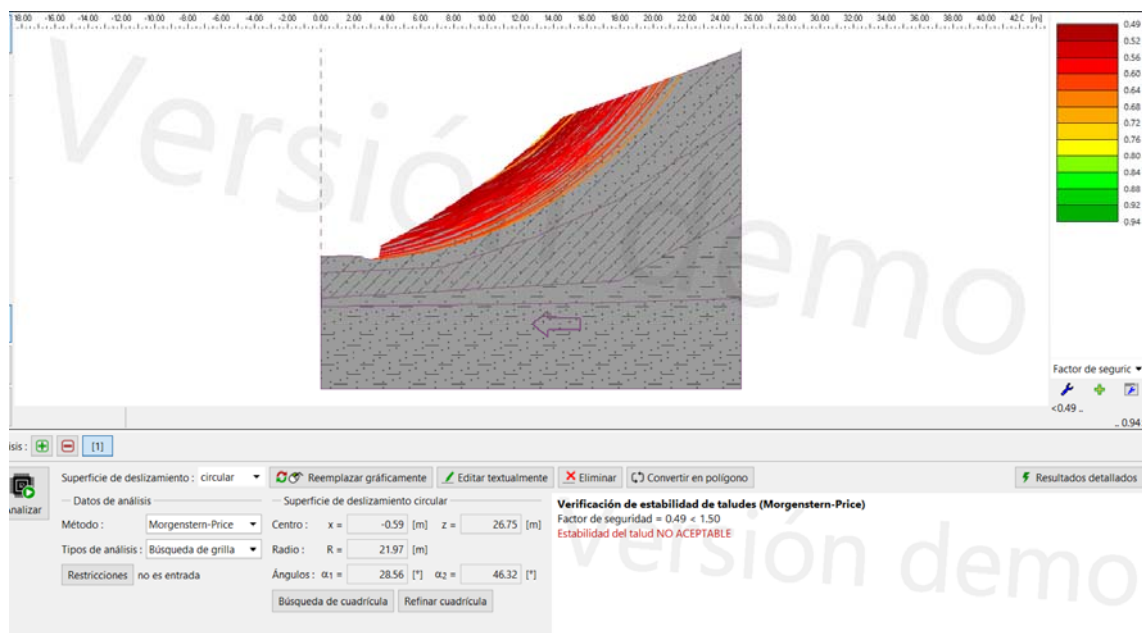 18.00 -16.00 -14.00 -12.00 -10.00 -8.00 -6.00 -4.00 -2.00 0.00 2.00 4.00 6.00 8.00 10.00 12.00 14.00 16.00 18.00 20.00 22.00 24.00 26.00 28.00 30.00 32.00 34.00 36.00 38.00 40.00 42.( [m]
Versión demo
0.49
0.52
0.56
0.60
0.64
0.68
0.72
0.76
0.80
0.84
0.88
0.92
0.94
Factor de seguric
<0.49 ..
.. 0.94
isis : [1]
Superficie de deslizamiento : circular Reemplazar gráficamente Editar textualmente Eliminar Convertir en polígono Resultados detallados
nalizar
Datos de análisis
Método : Morgenstern-Price
Tipos de análisis : Búsqueda de grilla
Restricciones no es entrada
Superficie de deslizamiento circular
Centro : x = -0.59 [m] z = 26.75 [m]
Radio : R = 21.97 [m]
Ángulos : α1 = 28.56 [°] α2 = 46.32 [°]
Búsqueda de cuadrícula Refinar cuadrícula
Verificación de estabilidad de taludes (Morgenstern-Price)
Factor de seguridad = 0.49 < 1.50
Estabilidad del talud NO ACEPTABLE
Versión demo